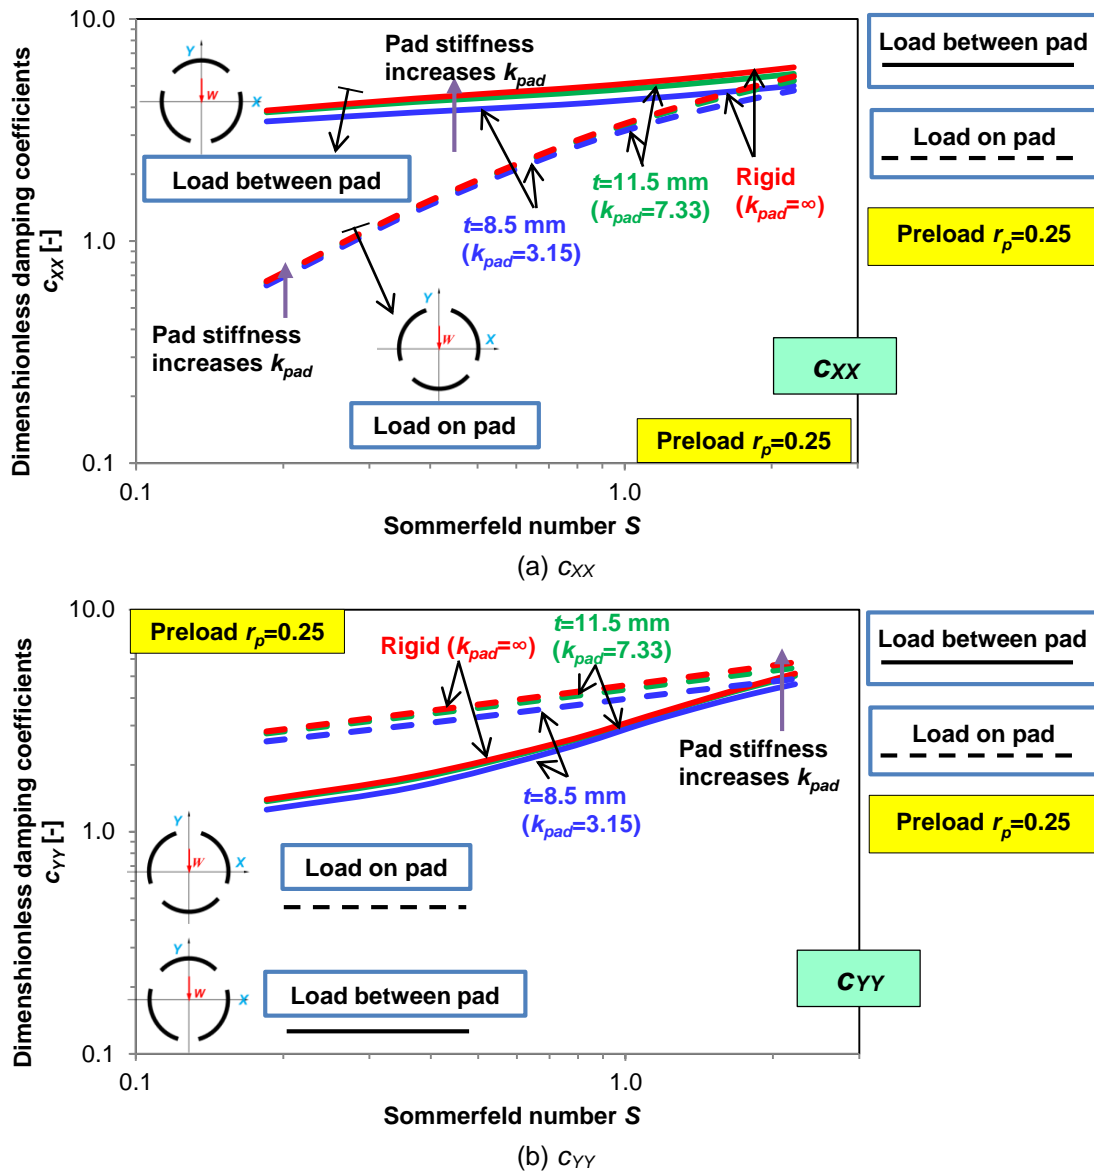 Dimenshionless damping coefficients
c_XX [-]
10.0
1.0
0.1
Y
W
X
Pad stiffness
increases k_pad
Load between pad
t=8.5 mm
(k_pad=3.15)
t=11.5 mm
(k_pad=7.33)
Rigid
(k_pad=∞)
Pad stiffness
increases k_pad
Y
W
X
Load on pad
c_XX
Preload r_p=0.25
0.1
1.0
Sommerfeld number S
Load between pad
Load on pad
Preload r_p=0.25
(a) c_XX
Dimenshionless damping coefficients
c_YY [-]
10.0
1.0
0.1
Preload r_p=0.25
Rigid (k_pad=∞)
t=11.5 mm
(k_pad=7.33)
t=8.5 mm
(k_pad=3.15)
Pad stiffness
increases k_pad
Y
W
X
Load on pad
Y
W
X
Load between pad
c_YY
0.1
1.0
Sommerfeld number S
Load between pad
Load on pad
Preload r_p=0.25
(b) c_YY